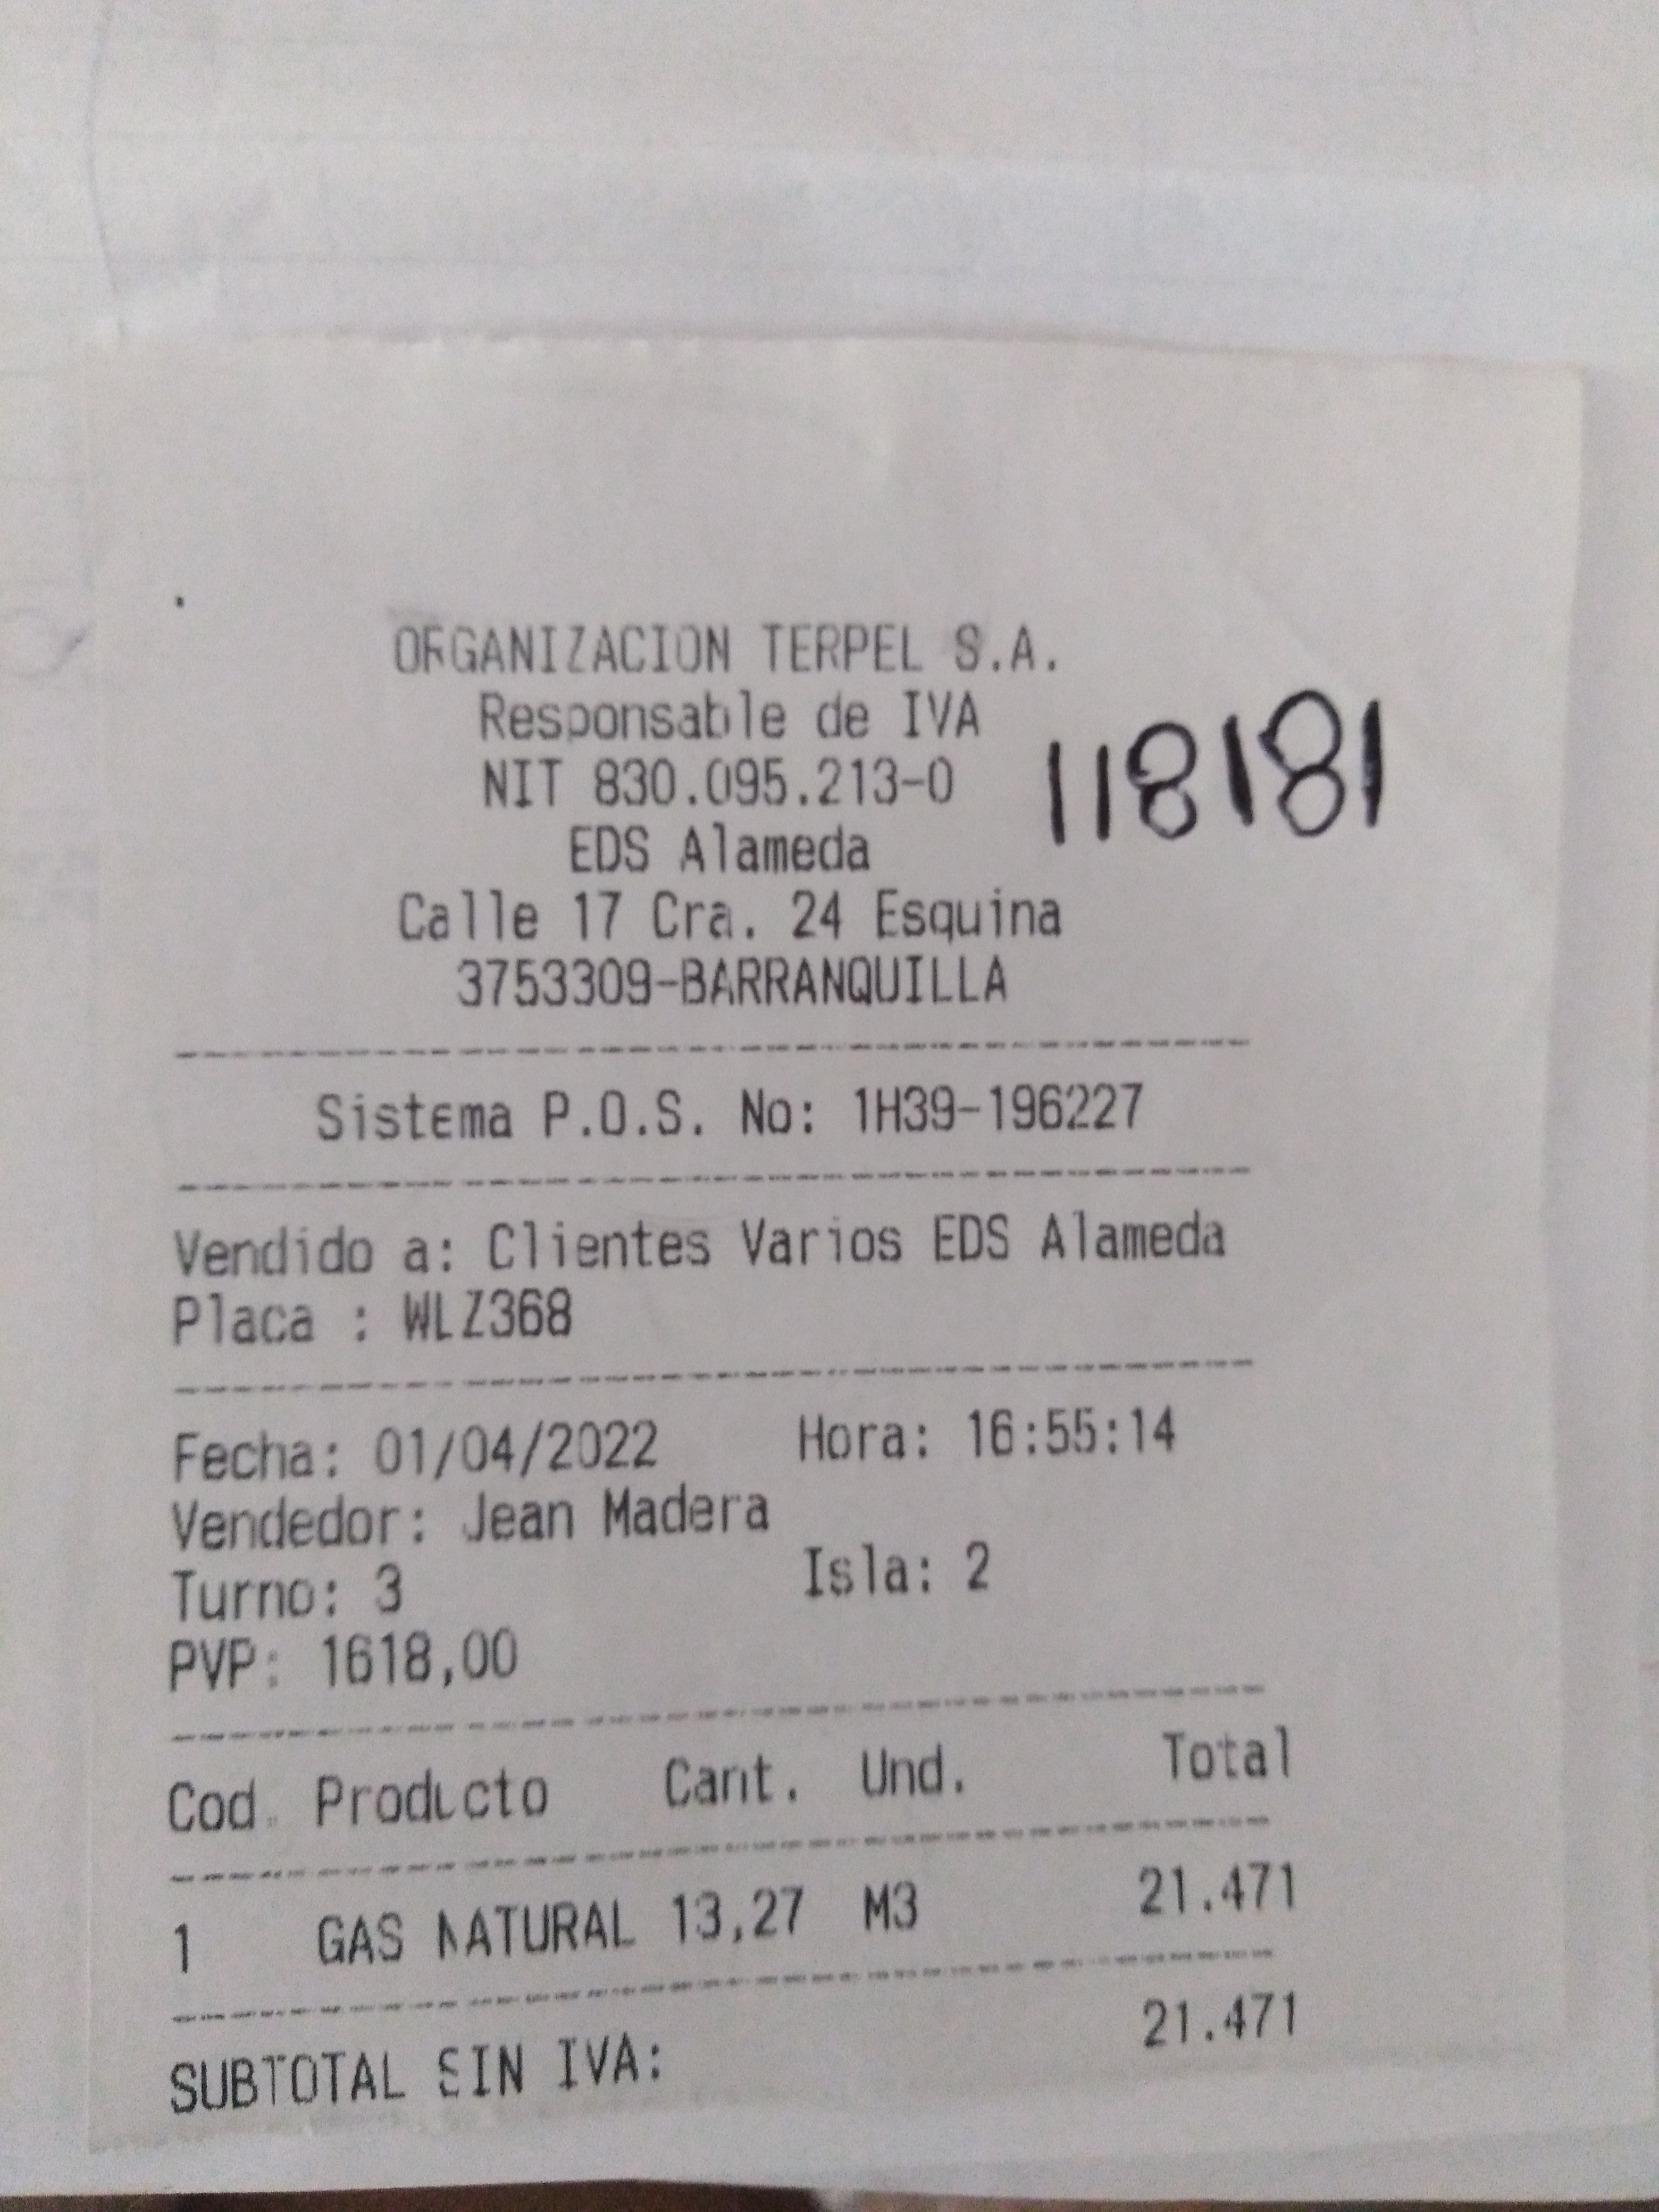 ORGANIZACION TERPEL S.A.
Responsable de IVA
NIT 830.095.213-0
118181
EDS Alameda
Calle 17 Cra. 24 Esquina
3753309-BARRANQUILLA
Sistema P.O.S. No: 1H39-196227
Vendido a: Clientes Varios EDS Alameda
Placa : WLZ368
Fecha: 01/04/2022 Hora: 16:55:14
Vendedor: Jean Madera
Turno: 3 Isla: 2
PVP: 1618,00
Cod. Producto Cant. Und. Total
1 GAS NATURAL 13,27 M3 21.471
SUBTOTAL SIN IVA: 21.471